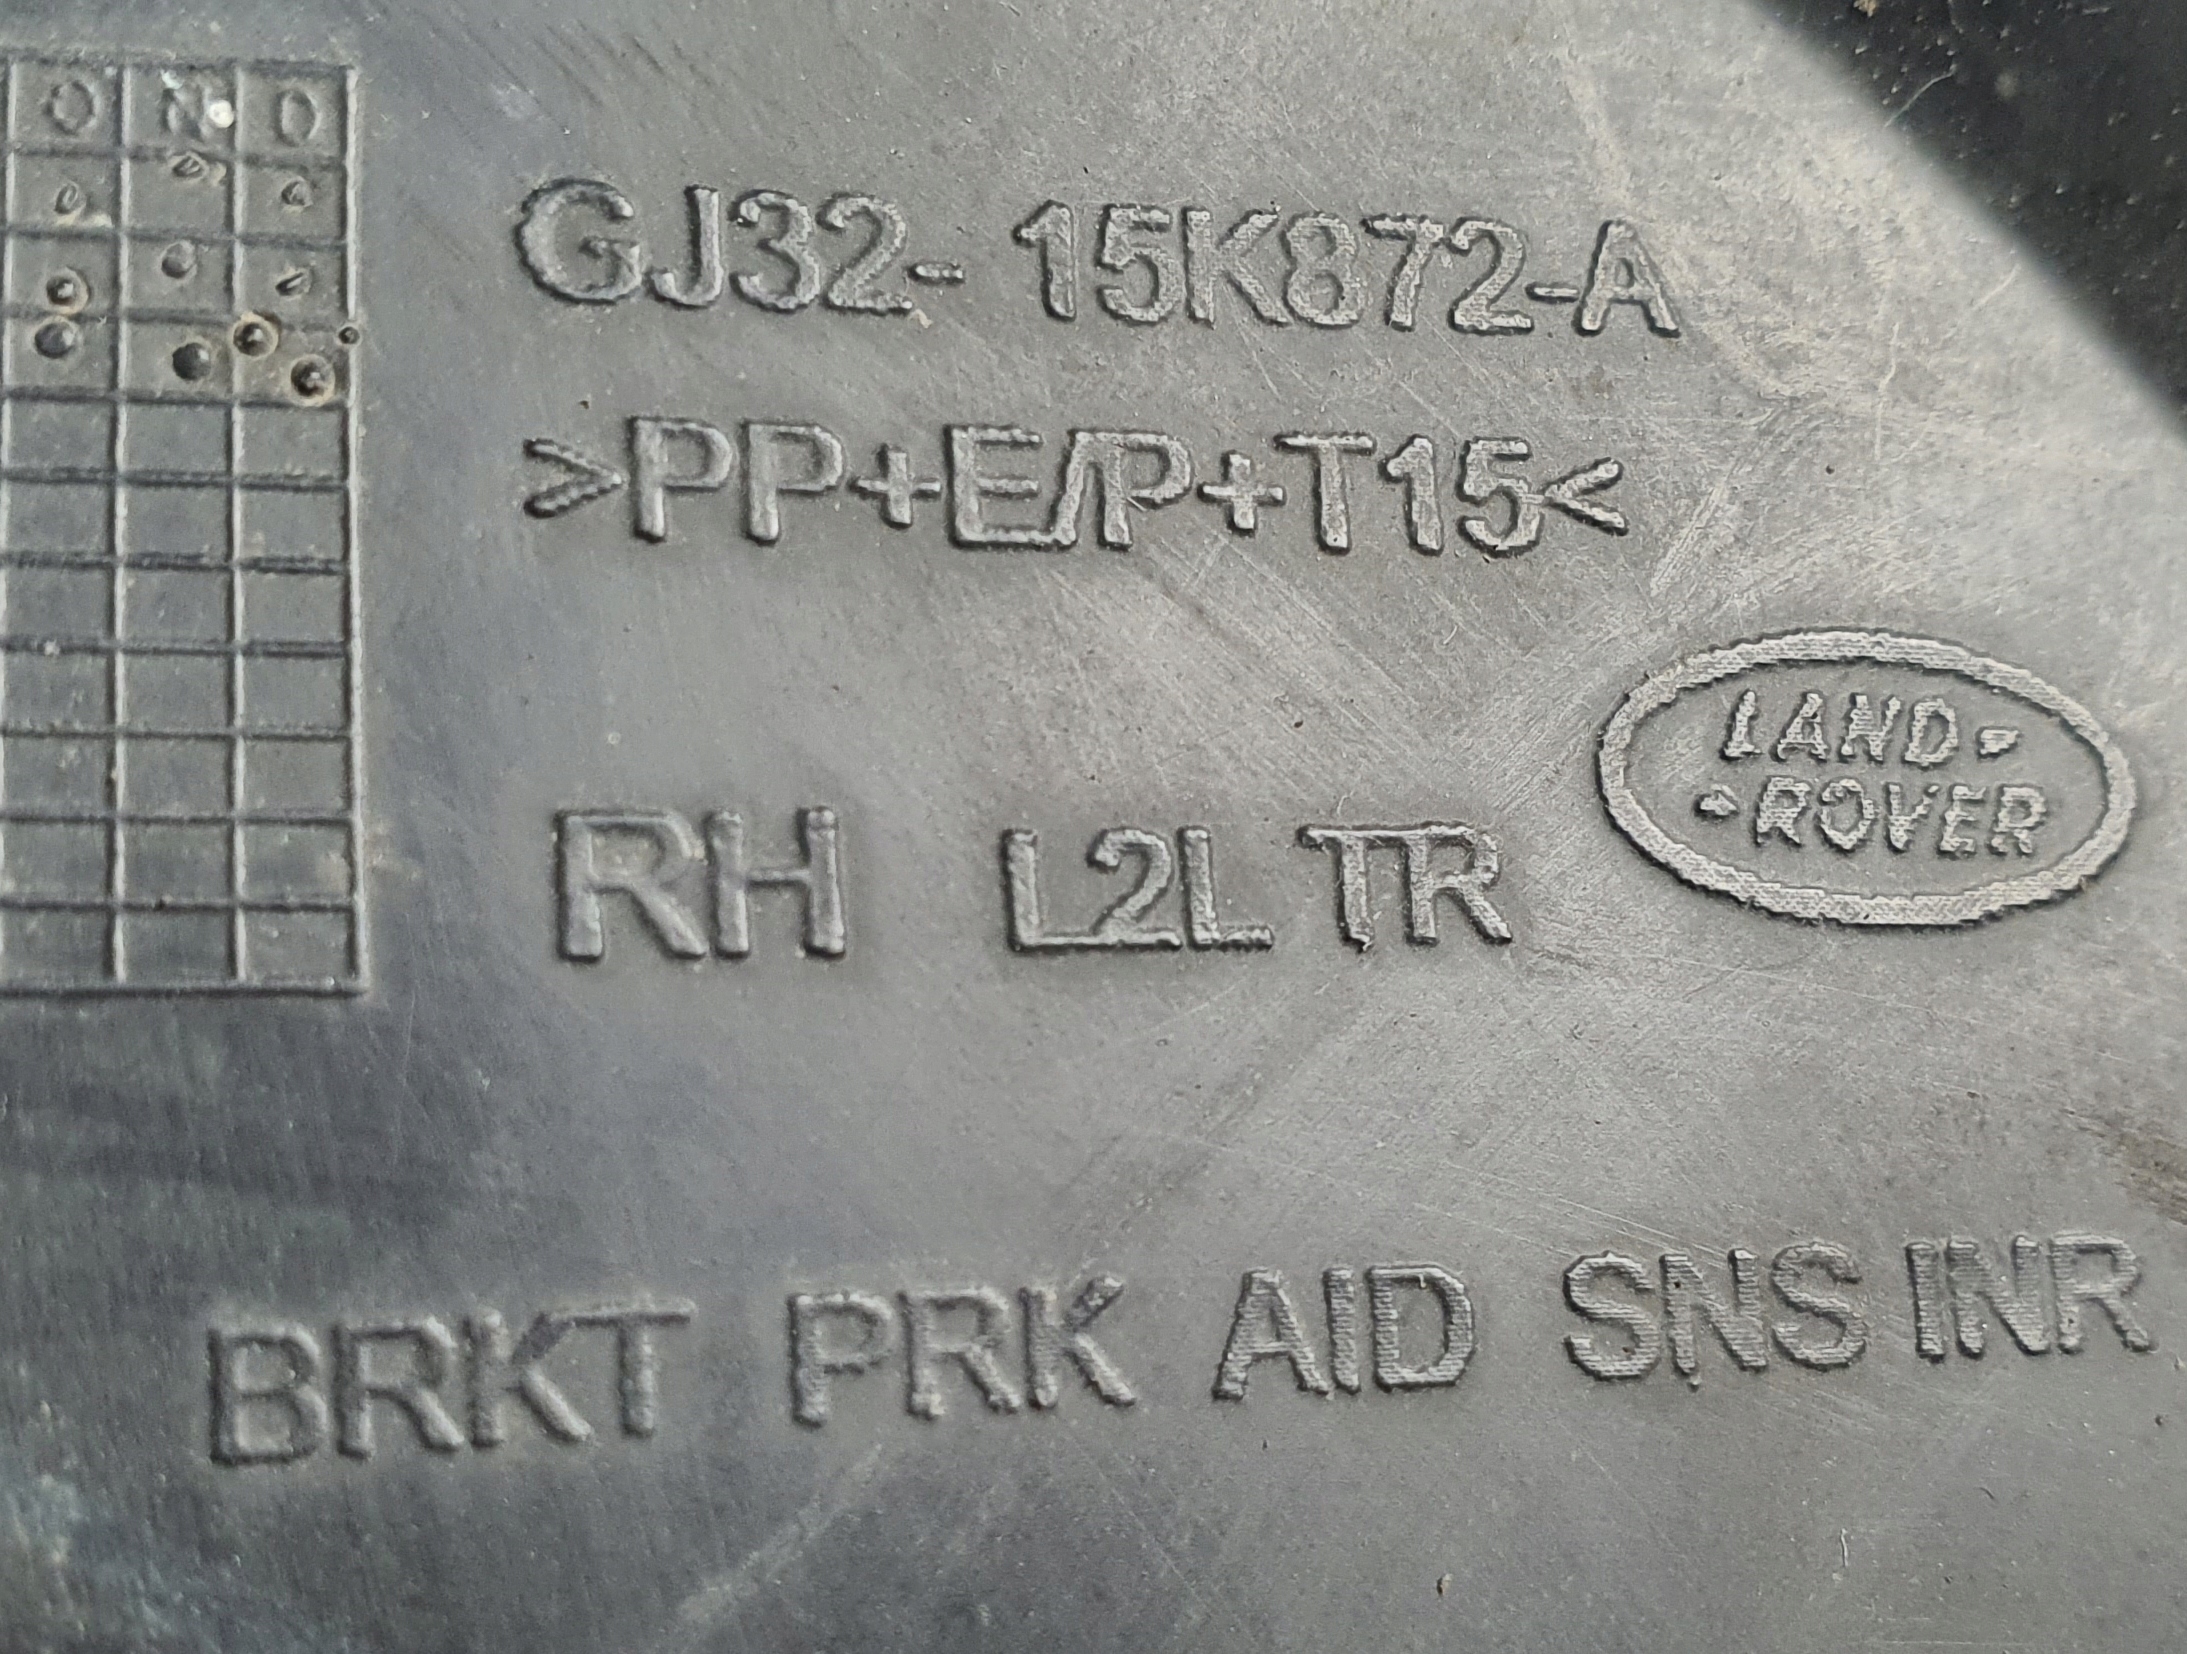 O N D
GJ32- 15K872-A
>PP+E/P+T15<
LAND-
-ROVER
RH L2L TR
BRKT PRK AID SNS INR